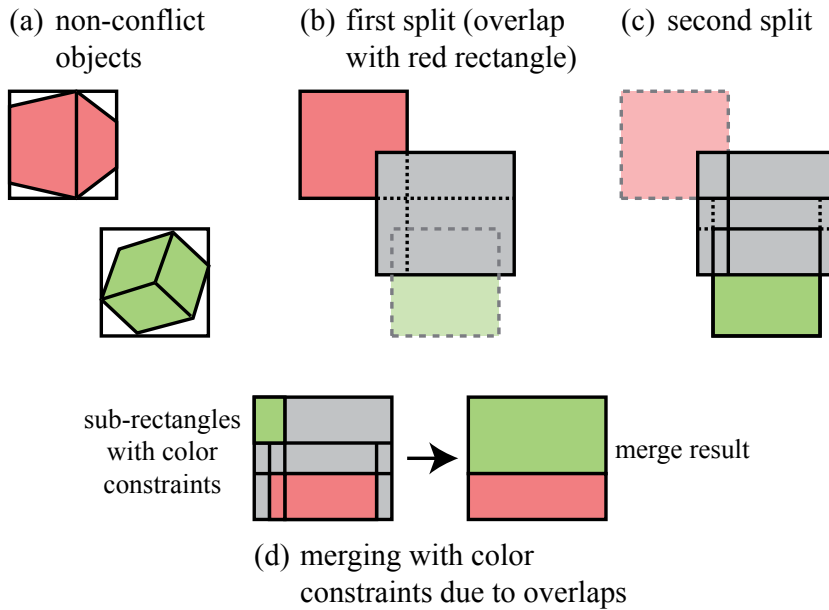 (a) non-conflict
objects
(b) first split (overlap
with red rectangle)
(c) second split
sub-rectangles
with color
constraints
merge result
(d) merging with color
constraints due to overlaps